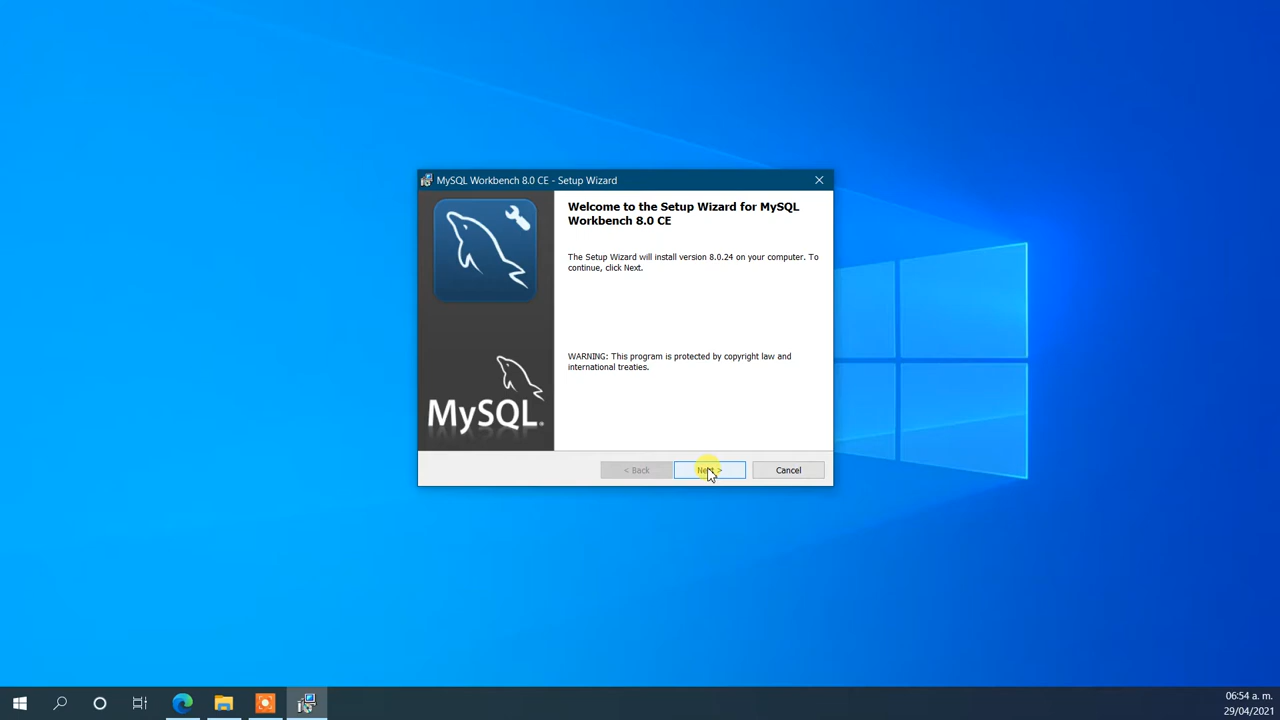 MySQL Workbench 8.0 CE - Setup Wizard
Welcome to the Setup Wizard for MySQL
Workbench 8.0 CE
The Setup Wizard will install version 8.0.24 on your computer. To
continue, click Next.
WARNING: This program is protected by copyright law and
international treaties.
MySQL®
< Back
Next >
Cancel
06:54 a. m.
29/04/2021